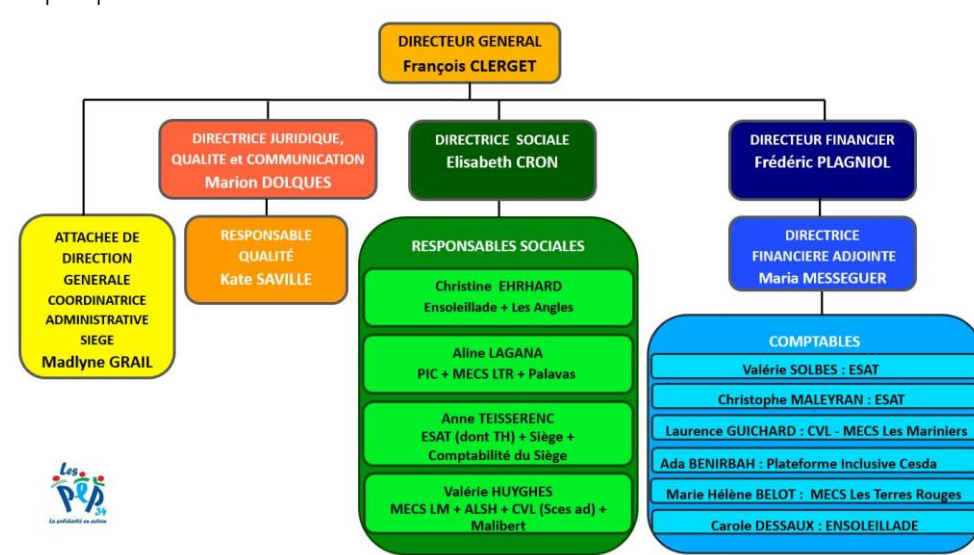 DIRECTEUR GENERAL
François CLERGET
DIRECTRICE JURIDIQUE,
QUALITE et COMMUNICATION
Marion DOLQUES
DIRECTRICE SOCIALE
Elisabeth CRON
DIRECTEUR FINANCIER
Frédéric PLAGNIOL
ATTACHEE DE
DIRECTION
GENERALE
COORDINATRICE
ADMINISTRATIVE
SIEGE
Madlyne GRAIL
RESPONSABLE
QUALITÉ
Kate SAVILLE
RESPONSABLES SOCIALES
Christine EHRHARD
Ensoleillade + Les Angles
Aline LAGANA
PIC + MECS LTR + Palavas
Anne TEISSERENC
ESAT (dont TH) + Siège +
Comptabilité du Siège
Valérie HUYGHES
MECS LM + ALSH + CVL (Sces ad) +
Malibert
DIRECTRICE
FINANCIERE ADJOINTE
Maria MESSEGUER
COMPTABLES
Valérie SOLBES : ESAT
Christophe MALEYRAN : ESAT
Laurence GUICHARD : CVL - MECS Les Mariniers
Ada BENIRBAH : Plateforme Inclusive Cesda
Marie Hélène BELOT : MECS Les Terres Rouges
Carole DESSAUX : ENSOLEILLADE
Les
PEP
34
La solidarité en action